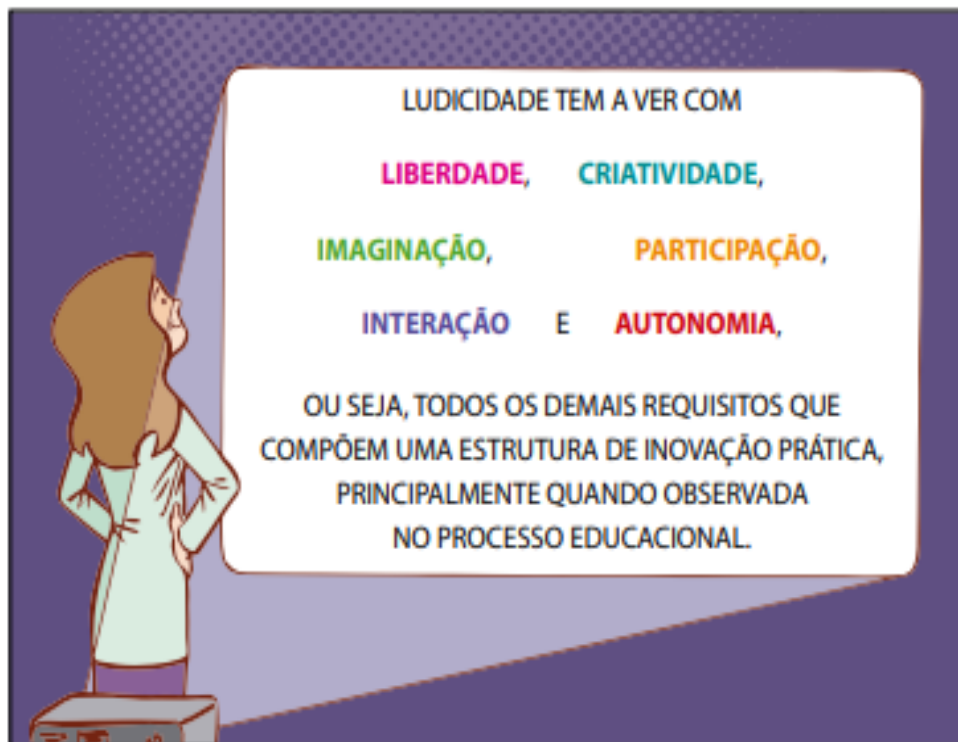 LUDICIDADE TEM A VER COM
LIBERDADE, CRIATIVIDADE,
IMAGINAÇÃO, PARTICIPAÇÃO,
INTERAÇÃO E AUTONOMIA,
OU SEJA, TODOS OS DEMAIS REQUISITOS QUE
COMPÕEM UMA ESTRUTURA DE INOVAÇÃO PRÁTICA,
PRINCIPALMENTE QUANDO OBSERVADA
NO PROCESSO EDUCACIONAL.